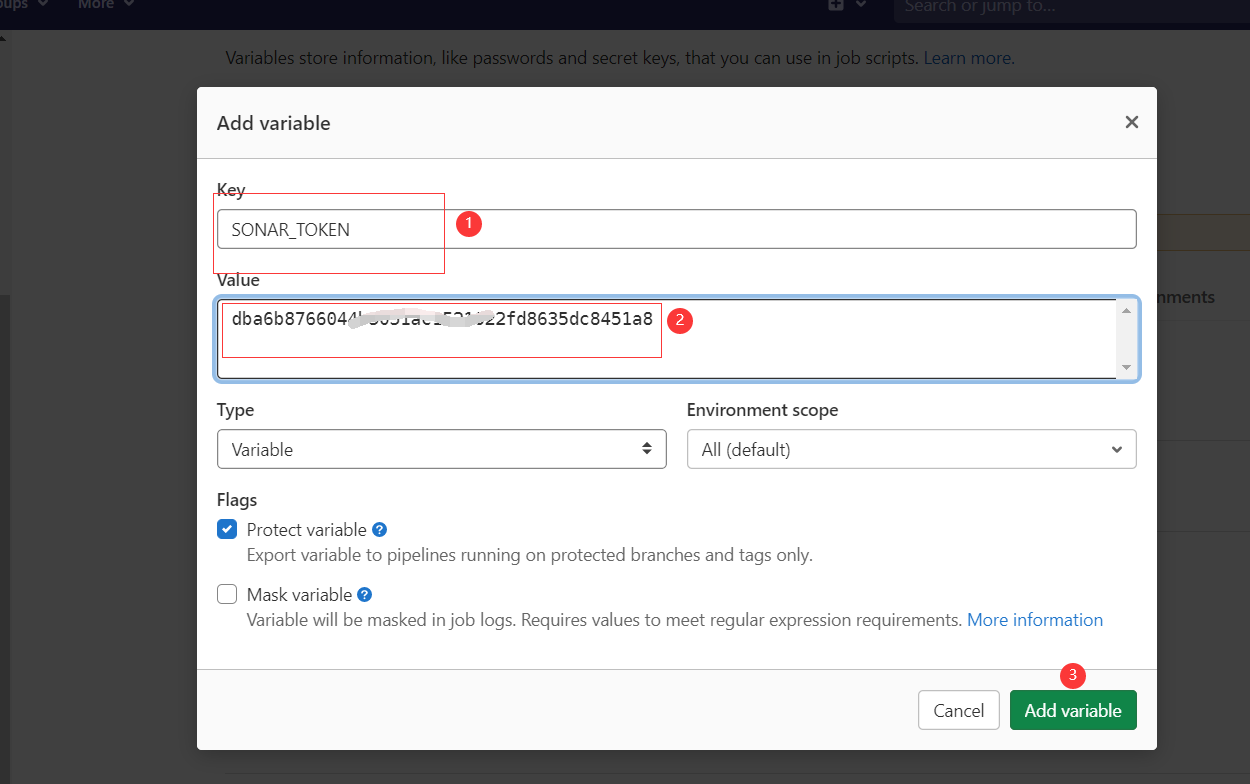 oups More Search or jump to...
Variables store information, like passwords and secret keys, that you can use in job scripts. Learn more.
Add variable
Key
SONAR_TOKEN
1
Value
2
nments
Type Environment scope
Variable All (default)
Flags
Protect variable ?
Export variable to pipelines running on protected branches and tags only.
Mask variable ?
Variable will be masked in job logs. Requires values to meet regular expression requirements. More information
3
Cancel Add variable